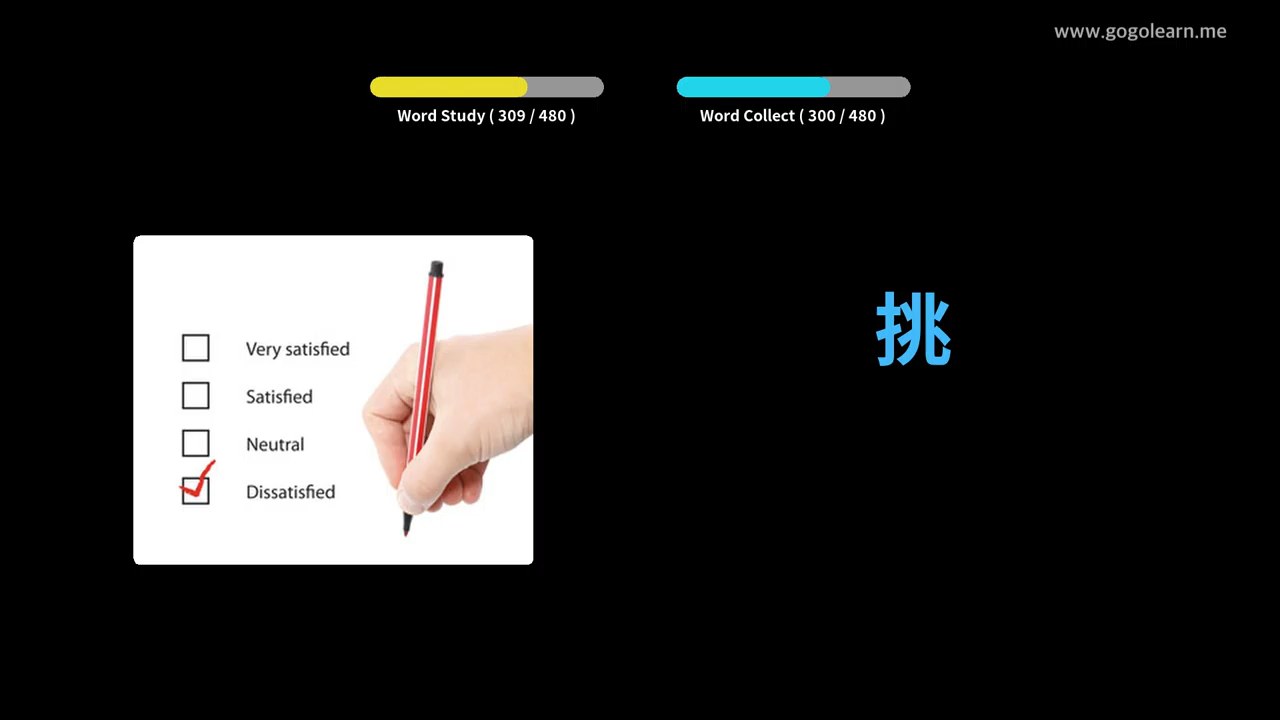 www.gogolearn.me
Word Study ( 309 / 480 )
Word Collect ( 300 / 480 )
Very satisfied
Satisfied
Neutral
Dissatisfied
挑